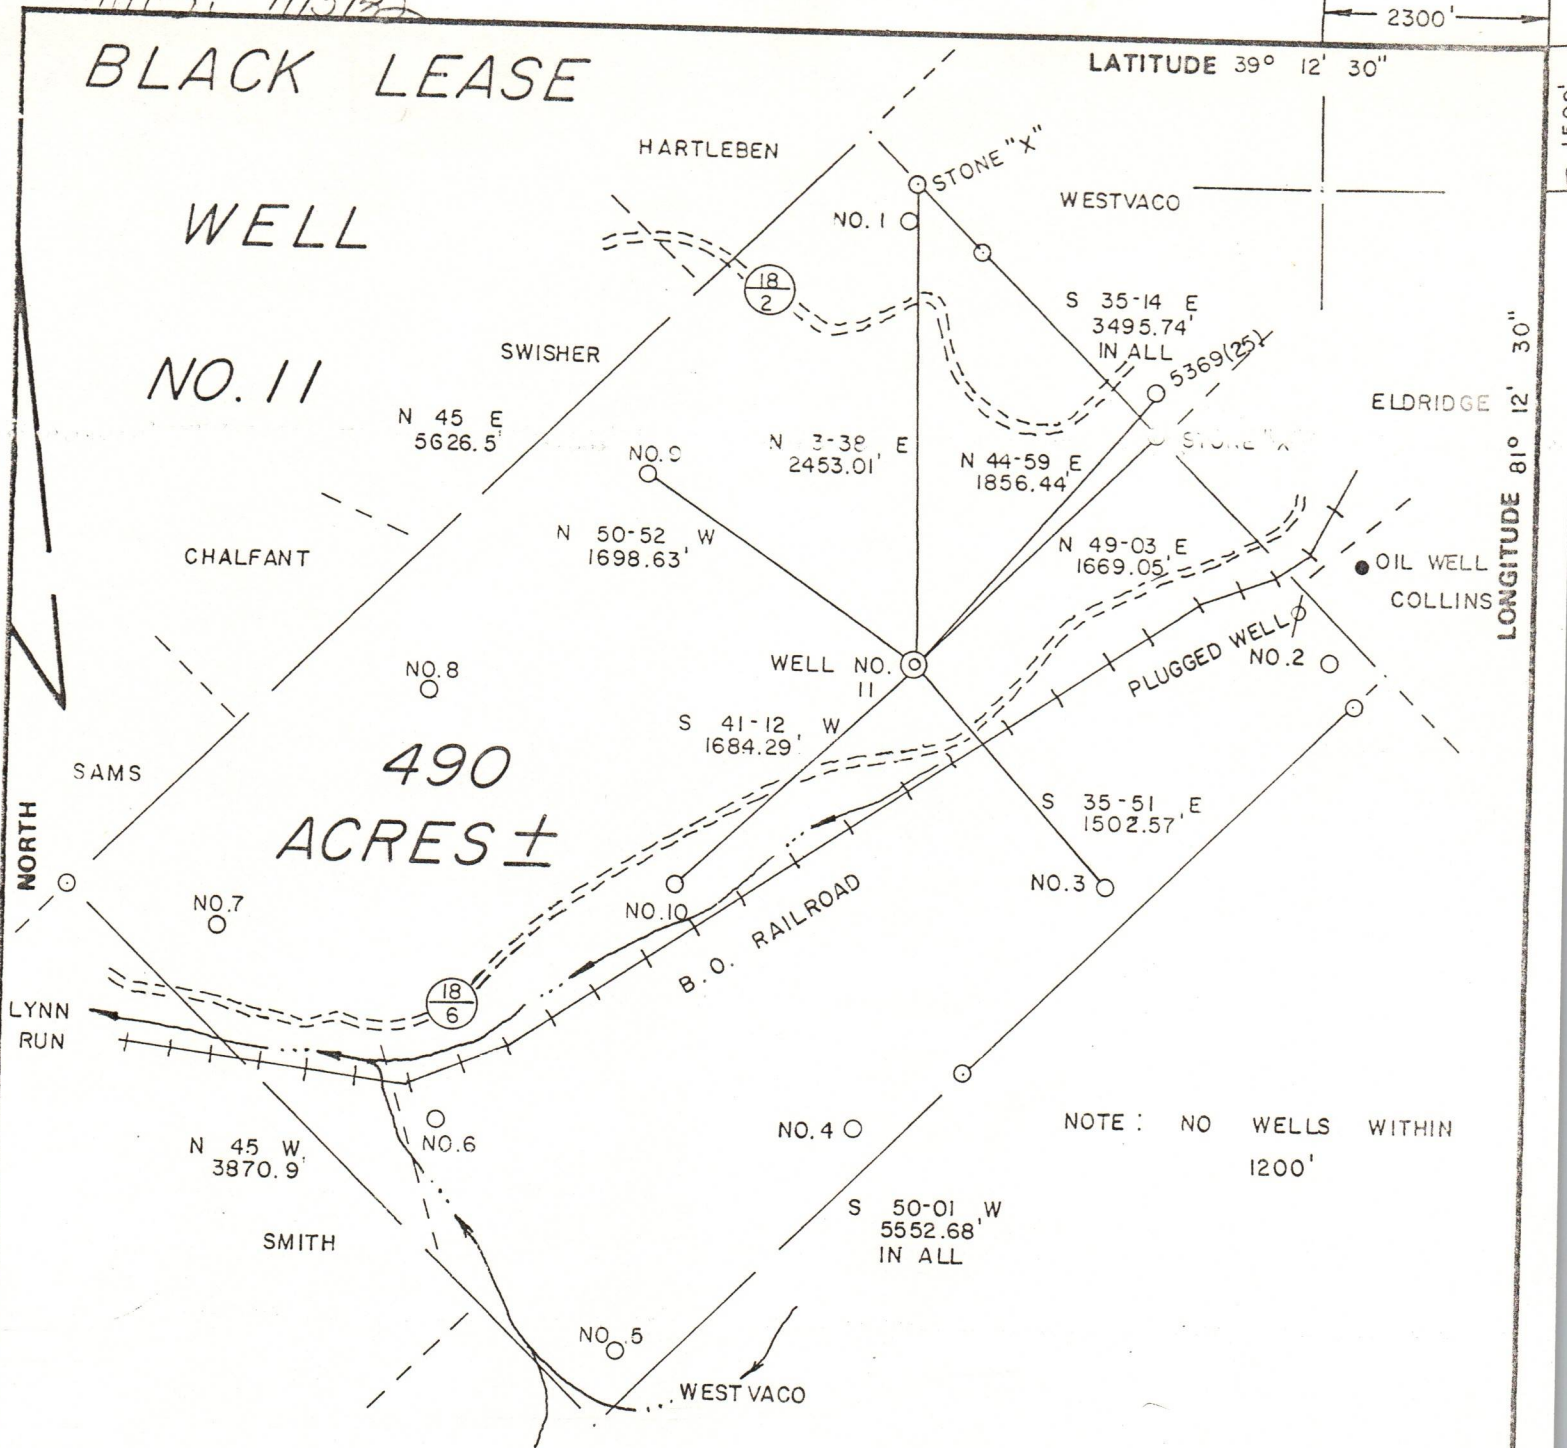 2300'
BLACK LEASE
LATITUDE 39° 12' 30"
HARTLEBEN
STONE "X"
WESTVACO
NO. 1
WELL
18
2
S 35-14 E
3495.74'
IN ALL
SWISHER
5369(25)
NO. 11
ELDRIDGE
LONGITUDE 81° 12' 30"
N 45 E
5626.5'
NO. 9
N 3-38 E
2453.01'
N 44-59 E
1856.44'
STONE "X"
N 50-52 W
1698.63'
CHALFANT
N 49-03 E
1669.05'
OIL WELL
COLLINS
PLUGGED WELL
NO. 2
WELL NO.
11
NO. 8
S 41-12 W
1684.29'
490
ACRES ±
SAMS
NORTH
S 35-51 E
1502.57'
NO. 3
NO. 7
NO. 10
B. O. RAILROAD
18
6
LYNN
RUN
NO. 6
NO. 4
NOTE: NO WELLS WITHIN
1200'
N 45 W
3870.9'
S 50-01 W
5552.68'
IN ALL
SMITH
NO. 5
WESTVACO